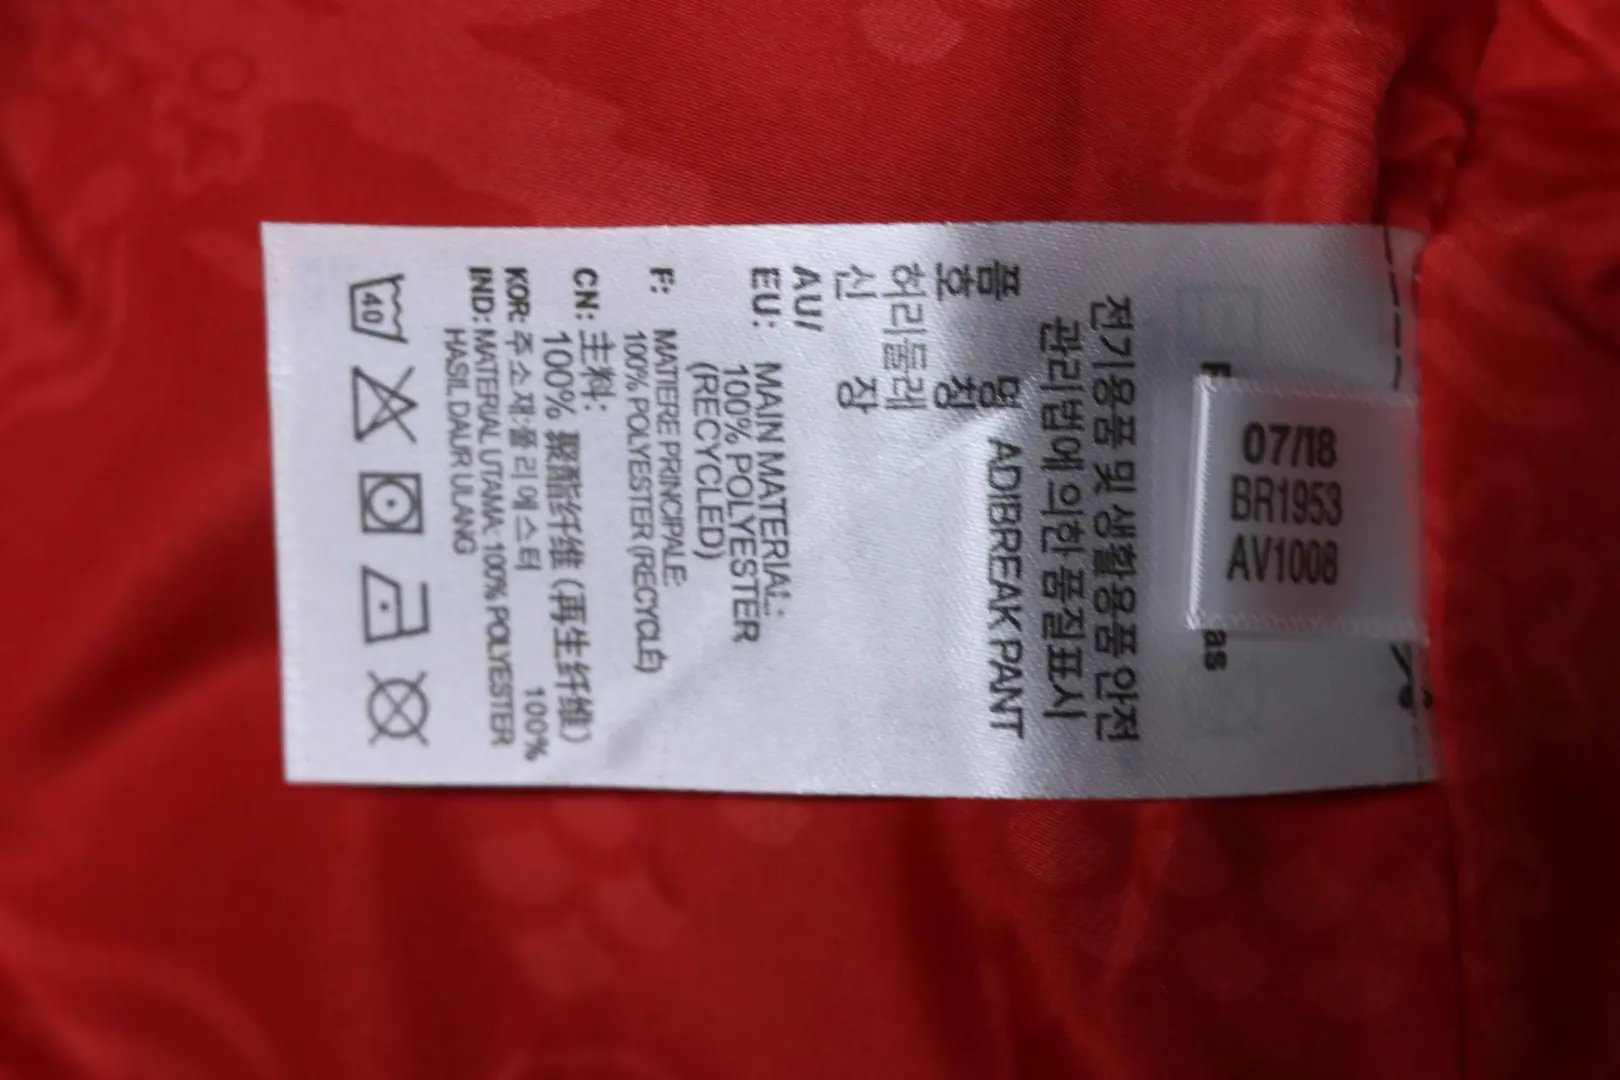 07/18
BR1953
AV1008
as
전기용품 및 생활용품 안전
관리법에 의한 품질표시
품 명 ADIBREAK PANT
호 칭
허리둘레
신 장
AU/
EU: MAIN MATERIAL:
100% POLYESTER
(RECYCLED)
F: MATIERE PRINCIPALE:
100% POLYESTER (RECYCLÉ)
CN: 主料:
100% 聚酯纤维 (再生纤维)
KOR: 주소재:폴리에스터 100%
IND: MATERIAL UTAMA: 100% POLYESTER
HASIL DAUR ULANG
40